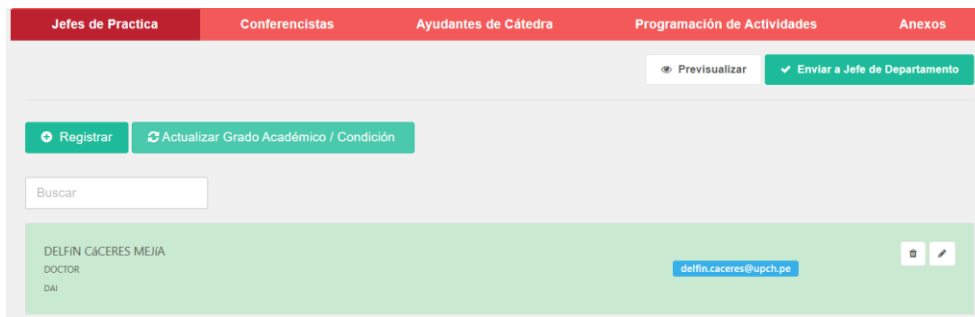 Jefes de Practica Conferencistas Ayudantes de Cátedra Programación de Actividades Anexos
Previsualizar Enviar a Jefe de Departamento
Registrar Actualizar Grado Académico / Condición
Buscar
DELFíN CáCERES MEJíA
DOCTOR
delfin.caceres@upch.pe
DAI